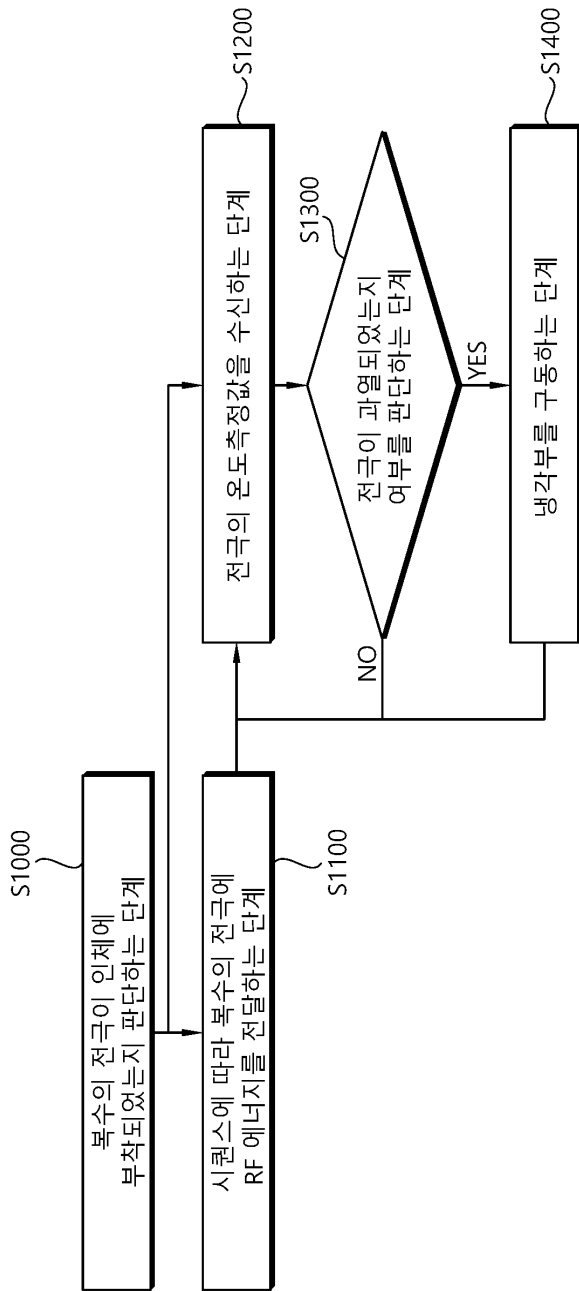 S1000
복수의 전극이 인체에
부착되었는지 판단하는 단계
시퀀스에 따라 복수의 전극에
RF 에너지를 전달하는 단계
S1100
S1200
전극의 온도측정값을 수신하는 단계
S1300
전극이 과열되었는지
여부를 판단하는 단계
NO
YES
S1400
냉각부를 구동하는 단계